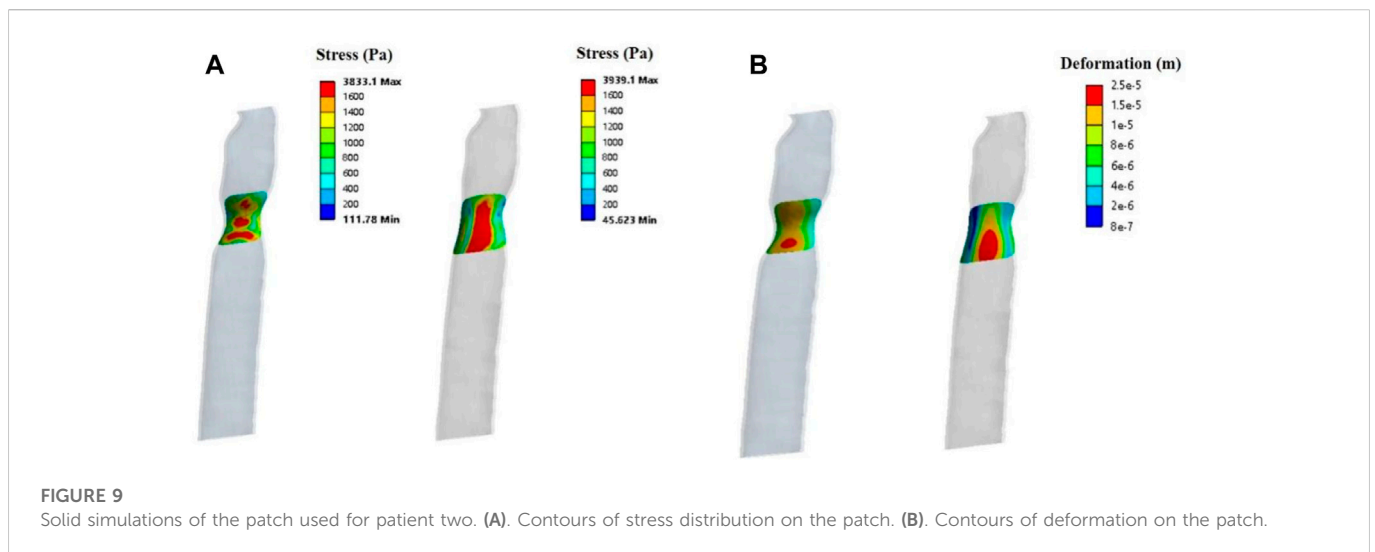 A
Stress (Pa)
3833.1 Max
1600
1400
1200
1000
800
600
400
200
111.78 Min
Stress (Pa)
3939.1 Max
1600
1400
1200
1000
800
600
400
200
45.623 Min
B
Deformation (m)
2.5e-5
1.5e-5
1e-5
8e-6
6e-6
4e-6
2e-6
8e-7
FIGURE 9
Solid simulations of the patch used for patient two. (A). Contours of stress distribution on the patch. (B). Contours of deformation on the patch.